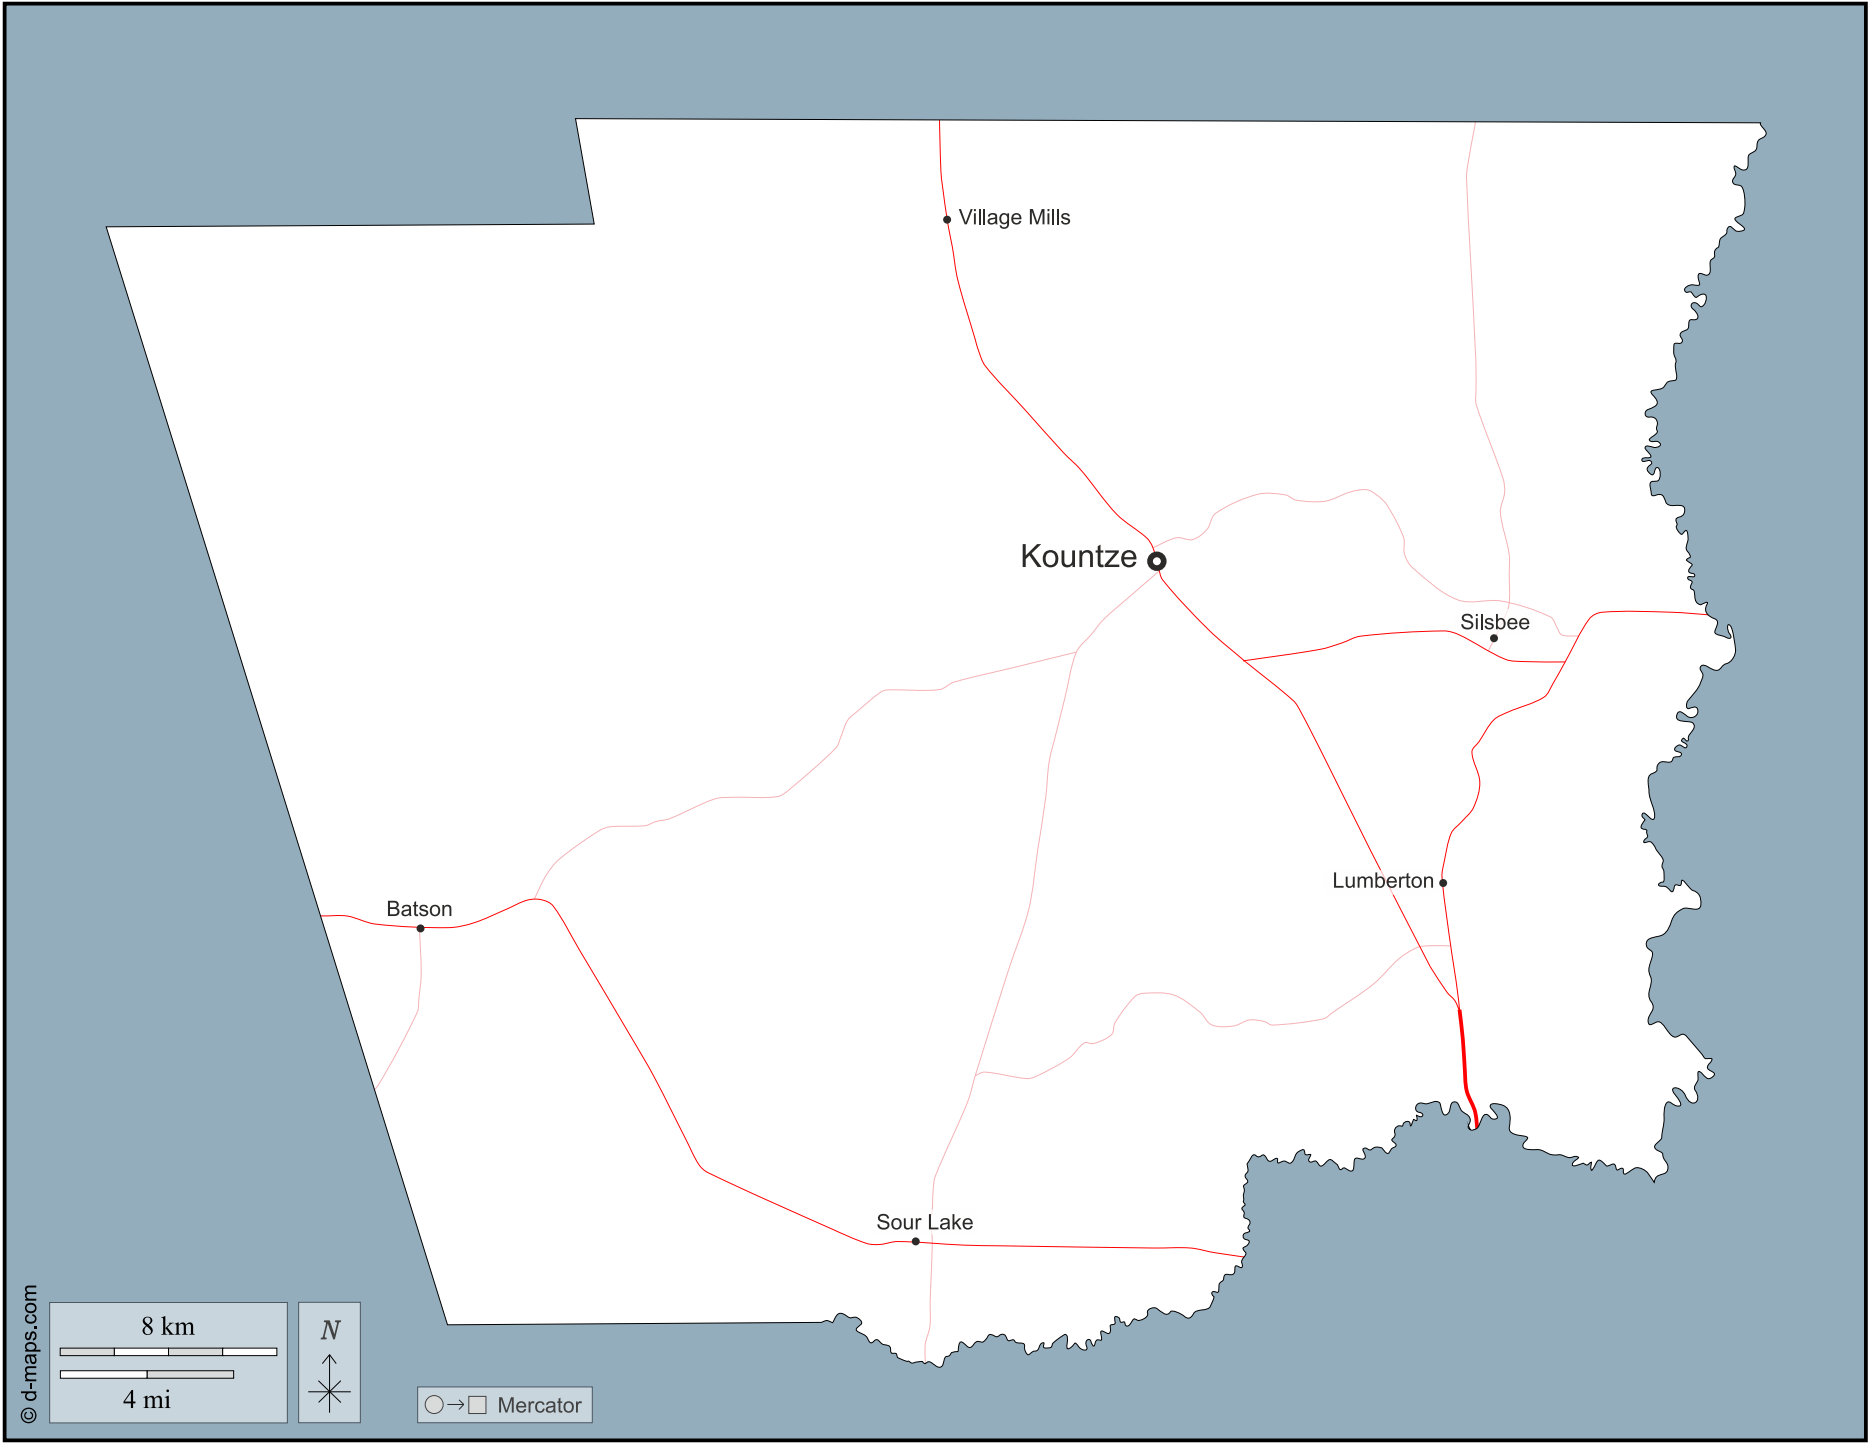 Village Mills
Kountze
Silsbee
Lumberton
Batson
Sour Lake
© d-maps.com
8 km
4 mi
N
Mercator